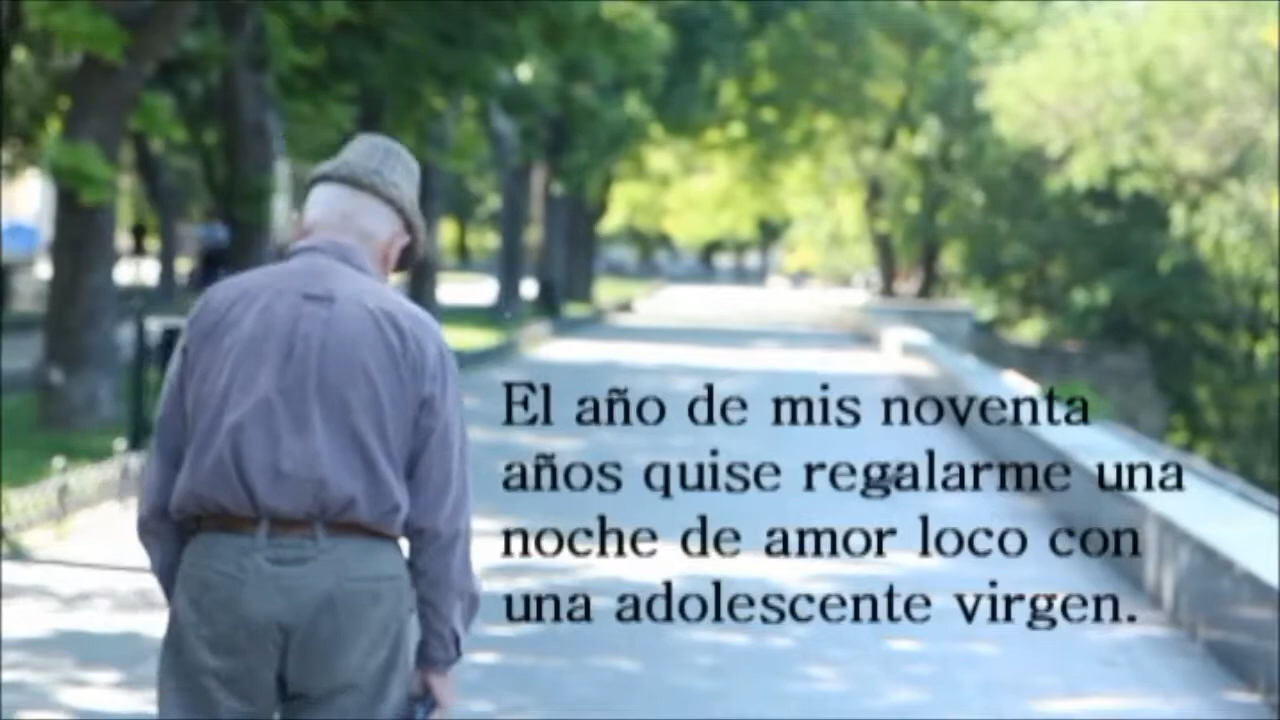 El año de mis noventa
años quise regalarme una
noche de amor loco con
una adolescente virgen.